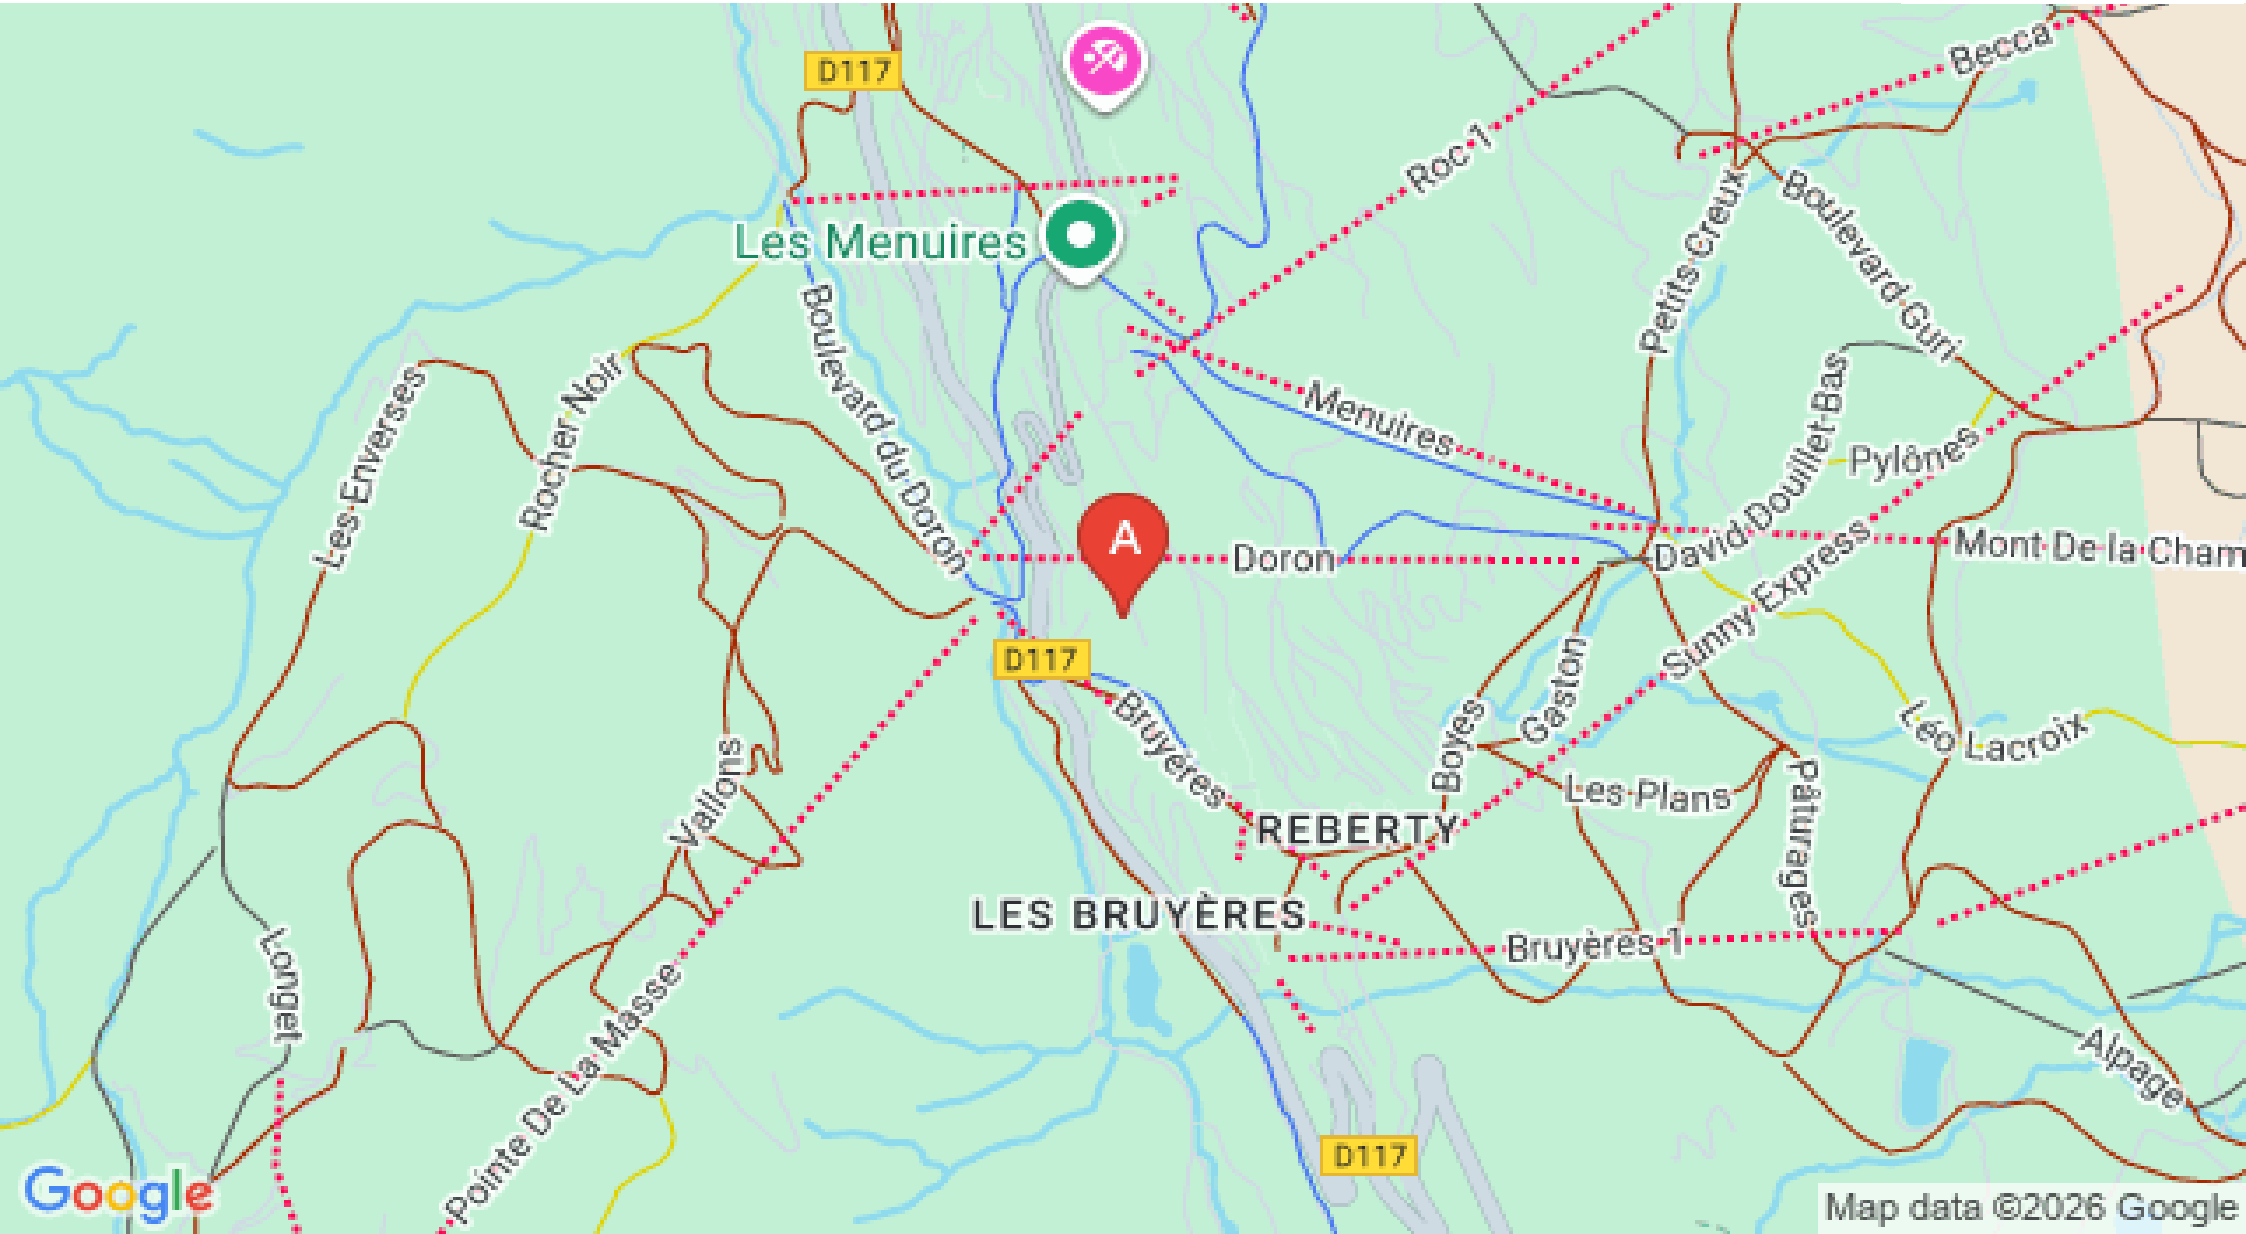 D117
Becca
Roc 1
Les Menuires
Petits Creux
Boulevard Guri
Boulevard du Doron
Les Enverses
Rocher Noir
Menuires
David Douillet Bas
Pylônes
A
Doron
Mont De la Cham
Sunny Express
D117
Gaston
Bruyères
Boyes
Léo Lacroix
Vallons
Les Plans
Pâturages
REBERTY
LES BRUYÈRES
Bruyères 1
Longet
Pointe De La Masse
Alpage
D117
Google
Map data ©2026 Google